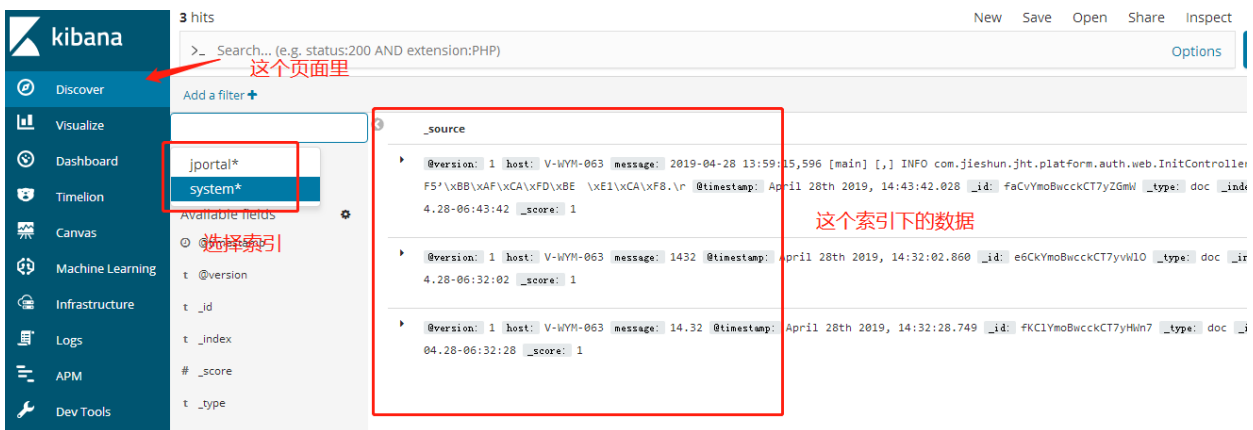 3 hits
New Save Open Share Inspect
kibana
>_ Search... (e.g. status:200 AND extension:PHP)
Options
这个页面里
Discover
Add a filter +
Visualize
_source
Dashboard
jportal*
@version: 1 host: V-WYM-063 message: 2019-04-28 13:59:15,596 [main] [,] INFO com.jieshun.jht.platform.auth.web.InitController
system*
F5'\xBB\xAF\xCA\xFD\xBE \xE1\xCA\xF8.\r @timestamp: April 28th 2019, 14:43:42.028 _id: faCvYmoBwcckCT7yZGmW _type: doc _inde
Timelion
4.28-06:43:42 _score: 1
Available fields
这个索引下的数据
Canvas
选择索引
@timestamp
@version: 1 host: V-WYM-063 message: 1432 @timestamp: April 28th 2019, 14:32:02.860 _id: e6CkYmoBwcckCT7yvWlO _type: doc _in
Machine Learning
t @version
4.28-06:32:02 _score: 1
Infrastructure
t _id
@version: 1 host: V-WYM-063 message: 14.32 @timestamp: April 28th 2019, 14:32:28.749 _id: fKClYmoBwcckCT7yHWn7 _type: doc _i
Logs
t _index
04.28-06:32:28 _score: 1
APM
# _score
Dev Tools
t _type